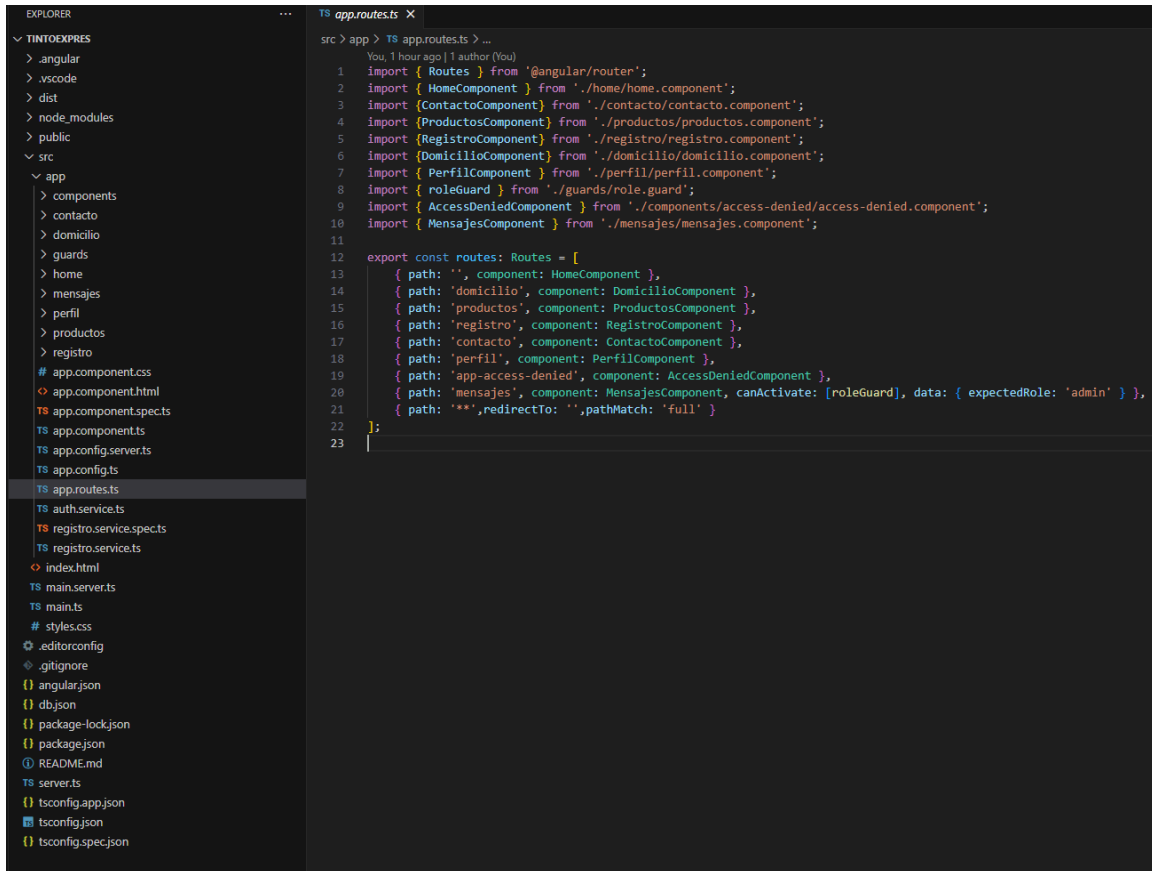 EXPLORER
...
TINTOEXPRES
.angular
.vscode
dist
node_modules
public
src
app
components
contacto
domicilio
guards
home
mensajes
perfil
productos
registro
# app.component.css
<> app.component.html
TS app.component.spec.ts
TS app.component.ts
TS app.config.server.ts
TS app.config.ts
TS app.routes.ts
TS auth.service.ts
TS registro.service.spec.ts
TS registro.service.ts
<> index.html
TS main.server.ts
TS main.ts
# styles.css
.editorconfig
.gitignore
{} angular.json
{} db.json
{} package-lock.json
{} package.json
README.md
TS server.ts
{} tsconfig.app.json
TS tsconfig.json
{} tsconfig.spec.json
TS app.routes.ts X
src > app > TS app.routes.ts > ...
You, 1 hour ago | 1 author (You)
1 import { Routes } from '@angular/router';
2 import { HomeComponent } from './home/home.component';
3 import {ContactoComponent} from './contacto/contacto.component';
4 import {ProductosComponent} from './productos/productos.component';
5 import {RegistroComponent} from './registro/registro.component';
6 import {DomicilioComponent} from './domicilio/domicilio.component';
7 import { PerfilComponent } from './perfil/perfil.component';
8 import { roleGuard } from './guards/role.guard';
9 import { AccessDeniedComponent } from './components/access-denied/access-denied.component';
10 import { MensajesComponent } from './mensajes/mensajes.component';
11
12 export const routes: Routes = [
13 { path: '', component: HomeComponent },
14 { path: 'domicilio', component: DomicilioComponent },
15 { path: 'productos', component: ProductosComponent },
16 { path: 'registro', component: RegistroComponent },
17 { path: 'contacto', component: ContactoComponent },
18 { path: 'perfil', component: PerfilComponent },
19 { path: 'app-access-denied', component: AccessDeniedComponent },
20 { path: 'mensajes', component: MensajesComponent, canActivate: [roleGuard], data: { expectedRole: 'admin' } },
21 { path: '**',redirectTo: '',pathMatch: 'full' }
22 ];
23